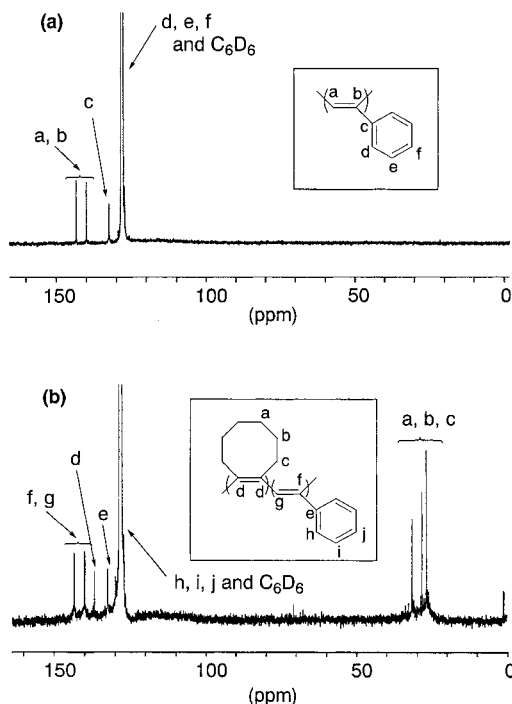 (a)
d, e, f
and C6D6
c
a, b
a
b
c
d
e
f
150
100
50
0
(ppm)
(b)
a, b, c
d
e
f, g
a
b
c
d
d
g
f
e
h
i
j
h, i, j and C6D6
150
100
50
0
(ppm)